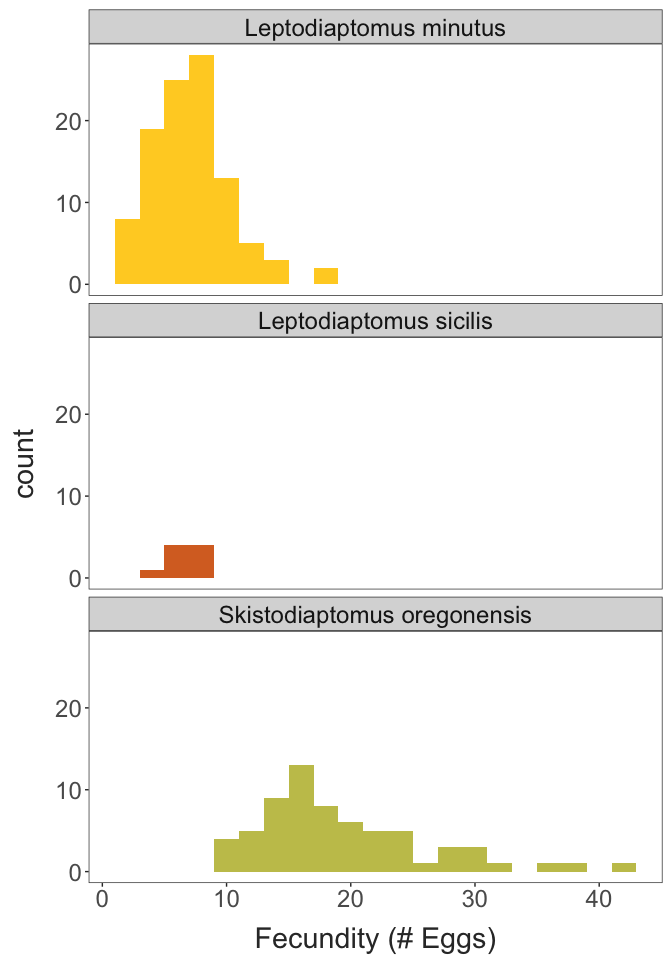 Leptodiaptomus minutus
20
10
0
Leptodiaptomus sicilis
20
10
0
count
Skistodiaptomus oregonensis
20
10
0
0 10 20 30 40
Fecundity (# Eggs)